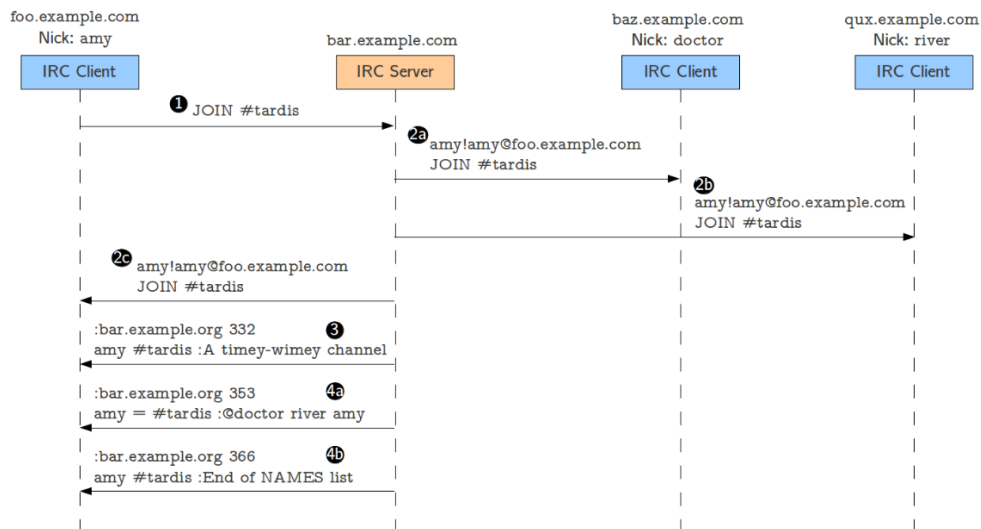 foo.example.com
Nick: amy
IRC Client
bar.example.com
IRC Server
baz.example.com
Nick: doctor
IRC Client
qux.example.com
Nick: river
IRC Client
1 JOIN #tardis
2a
amy!amy@foo.example.com
JOIN #tardis
2b
amy!amy@foo.example.com
JOIN #tardis
2c
amy!amy@foo.example.com
JOIN #tardis
:bar.example.org 332 3
amy #tardis :A timey-wimey channel
:bar.example.org 353 4a
amy = #tardis :@doctor river amy
:bar.example.org 366 4b
amy #tardis :End of NAMES list